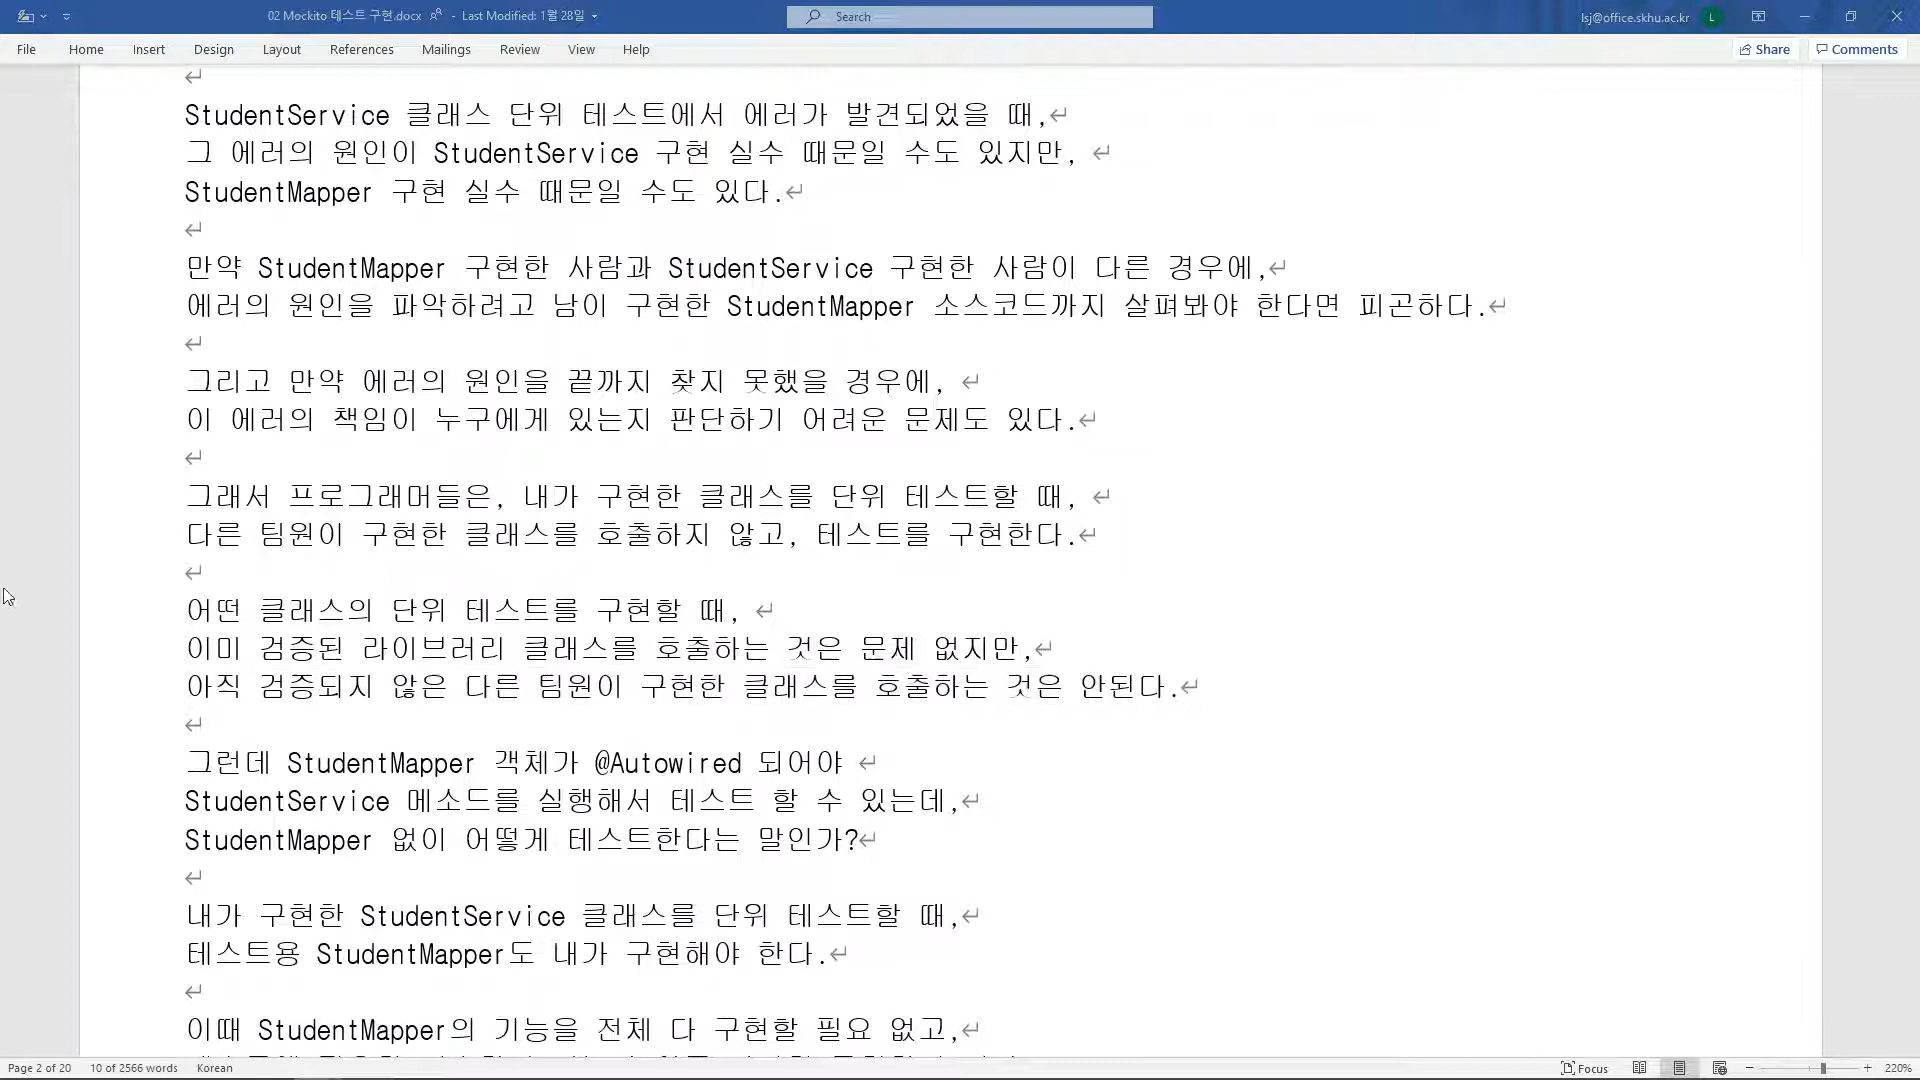 02 Mockito 테스트 구현.docx - Last Modified: 1월 28일
Search
lsj@office.skhu.ac.kr L
File Home Insert Design Layout References Mailings Review View Help Share Comments
StudentService 클래스 단위 테스트에서 에러가 발견되었을 때,
그 에러의 원인이 StudentService 구현 실수 때문일 수도 있지만,
StudentMapper 구현 실수 때문일 수도 있다.
만약 StudentMapper 구현한 사람과 StudentService 구현한 사람이 다른 경우에,
에러의 원인을 파악하려고 남이 구현한 StudentMapper 소스코드까지 살펴봐야 한다면 피곤하다.
그리고 만약 에러의 원인을 끝까지 찾지 못했을 경우에,
이 에러의 책임이 누구에게 있는지 판단하기 어려운 문제도 있다.
그래서 프로그래머들은, 내가 구현한 클래스를 단위 테스트할 때,
다른 팀원이 구현한 클래스를 호출하지 않고, 테스트를 구현한다.
어떤 클래스의 단위 테스트를 구현할 때,
이미 검증된 라이브러리 클래스를 호출하는 것은 문제 없지만,
아직 검증되지 않은 다른 팀원이 구현한 클래스를 호출하는 것은 안된다.
그런데 StudentMapper 객체가 @Autowired 되어야
StudentService 메소드를 실행해서 테스트 할 수 있는데,
StudentMapper 없이 어떻게 테스트한다는 말인가?
내가 구현한 StudentService 클래스를 단위 테스트할 때,
테스트용 StudentMapper도 내가 구현해야 한다.
이때 StudentMapper의 기능을 전체 다 구현할 필요 없고,
Page 2 of 20 10 of 2566 words Korean Focus 220%